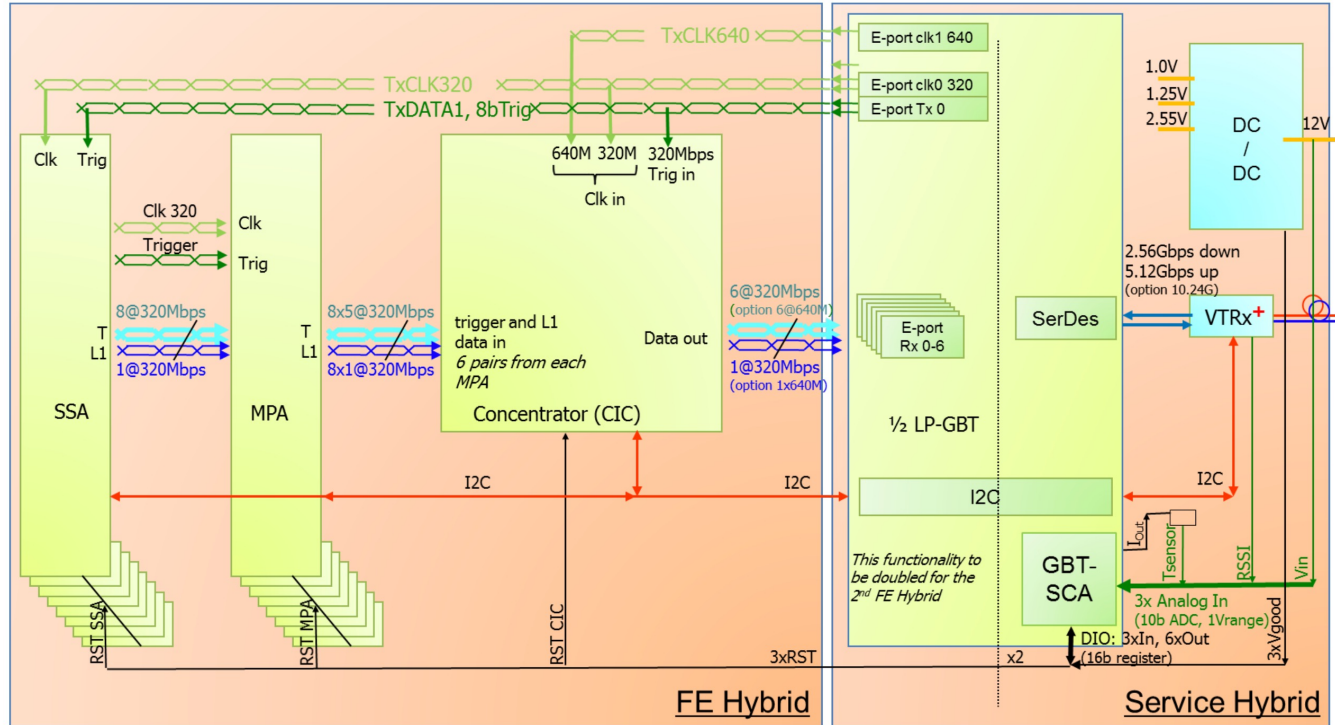 TxCLK640
E-port clk1 640
TxCLK320
E-port clk0 320
TxDATA1, 8bTrig
E-port Tx 0
1.0V
1.25V
2.55V
DC
/
DC
12V
Clk Trig
640M 320M 320Mbps
Trig in
Clk in
Clk 320
Clk
Trigger
Trig
8@320Mbps
T
L1
1@320Mbps
8x5@320Mbps
T
L1
8x1@320Mbps
trigger and L1
data in
6 pairs from each
MPA
Data out
Concentrator (CIC)
6@320Mbps
(option 6@640M)
1@320Mbps
(option 1x640M)
E-port
Rx 0-6
SerDes
2.56Gbps down
5.12Gbps up
(option 10.24G)
VTRx+
SSA
MPA
½ LP-GBT
I2C
I2C
I2C
I2C
This functionality to
be doubled for the
2nd FE Hybrid
GBT-
SCA
IOut
Tsensor
RSSI
Vin
3x Analog In
(10b ADC, 1Vrange)
DIO: 3xIn, 6xOut
(16b register)
3xVgood
RST SSA
RST MPA
RST CIC
3xRST
x2
FE Hybrid
Service Hybrid